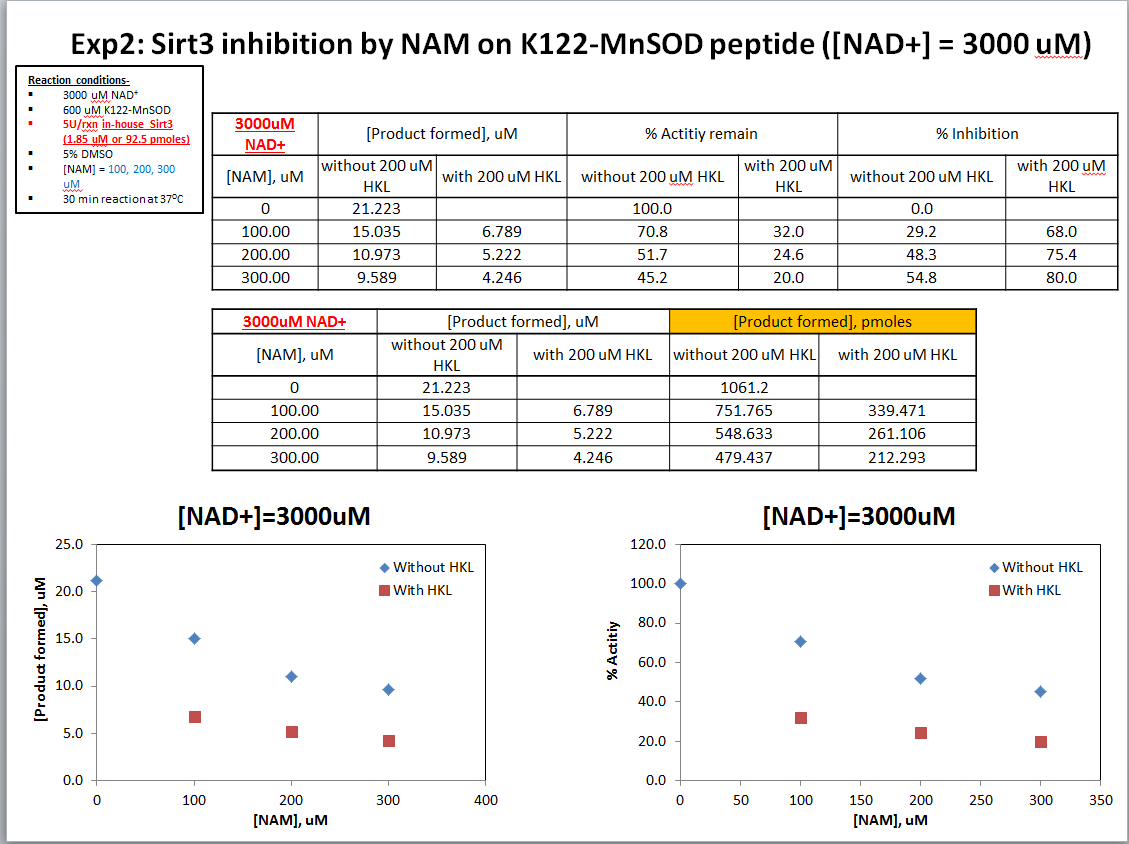 Exp2: Sirt3 inhibition by NAM on K122-MnSOD peptide ([NAD+] = 3000 uM)
Reaction conditions-
▪ 3000 uM NAD⁺
▪ 600 uM K122-MnSOD
▪ 5U/rxn in-house Sirt3
(1.85 uM or 92.5 pmoles)
▪ 5% DMSO
▪ [NAM] = 100, 200, 300
uM
▪ 30 min reaction at 37⁰C
3000uM NAD+ [Product formed], uM % Actitiy remain % Inhibition
[NAM], uM without 200 uM HKL with 200 uM HKL without 200 uM HKL with 200 uM HKL without 200 uM HKL with 200 uM HKL
0 21.223 100.0 0.0
100.00 15.035 6.789 70.8 32.0 29.2 68.0
200.00 10.973 5.222 51.7 24.6 48.3 75.4
300.00 9.589 4.246 45.2 20.0 54.8 80.0
3000uM NAD+ [Product formed], uM [Product formed], pmoles
[NAM], uM without 200 uM HKL with 200 uM HKL without 200 uM HKL with 200 uM HKL
0 21.223 1061.2
100.00 15.035 6.789 751.765 339.471
200.00 10.973 5.222 548.633 261.106
300.00 9.589 4.246 479.437 212.293
[NAD+]=3000uM
[Product formed], uM
25.0
20.0
15.0
10.0
5.0
0.0
Without HKL
With HKL
0 100 200 300 400
[NAM], uM
[NAD+]=3000uM
% Actitiy
120.0
100.0
80.0
60.0
40.0
20.0
0.0
Without HKL
With HKL
0 50 100 150 200 250 300 350
[NAM], uM